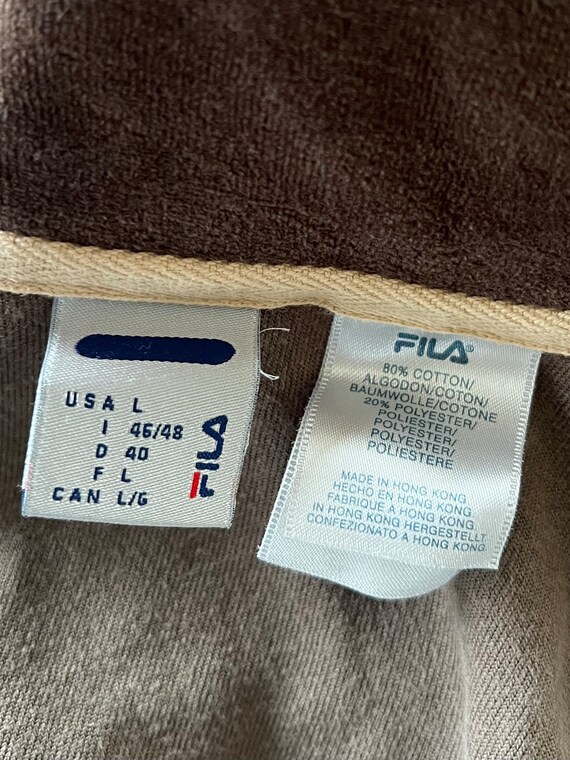 USA L
I 46/48
D 40
F L
CAN L/G
FILA
FILA®
80% COTTON/
ALGODON/COTON/
BAUMWOLLE/COTONE
20% POLYESTER/
POLIESTER/
POLYESTER/
POLYESTER/
POLIESTERE
MADE IN HONG KONG
HECHO EN HONG KONG
FABRIQUE A HONG KONG
IN HONG KONG HERGESTELLT
CONFEZIONATO A HONG KONG